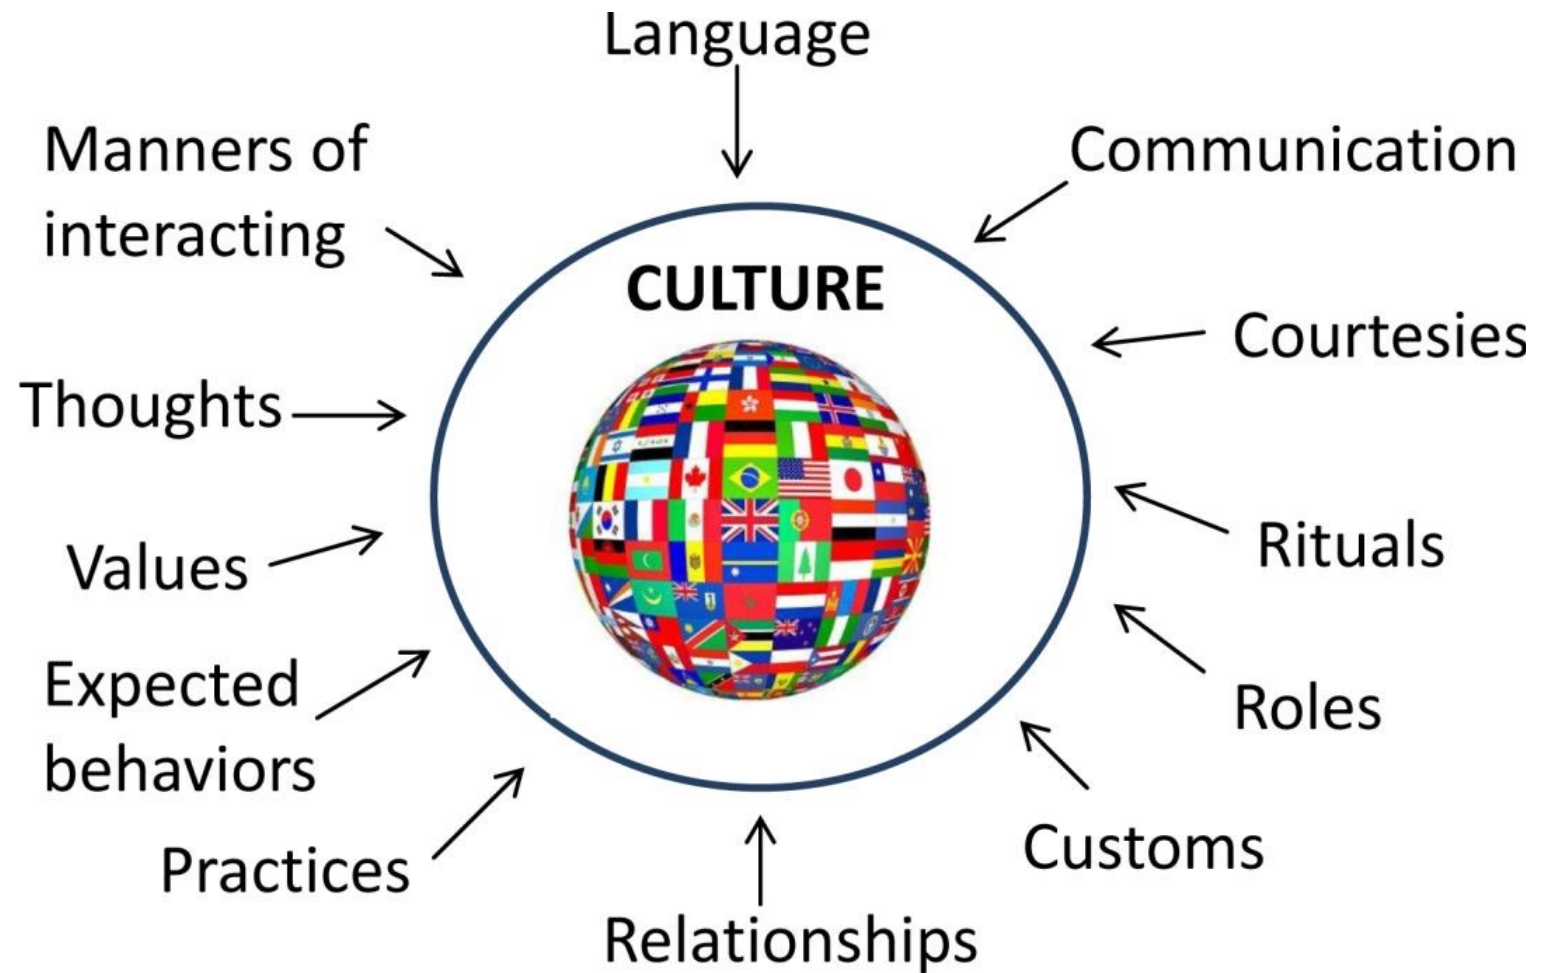 Language
Communication
Courtesies
Rituals
Roles
Customs
Relationships
Practices
Expected
behaviors
Values
Thoughts
Manners of
interacting
CULTURE